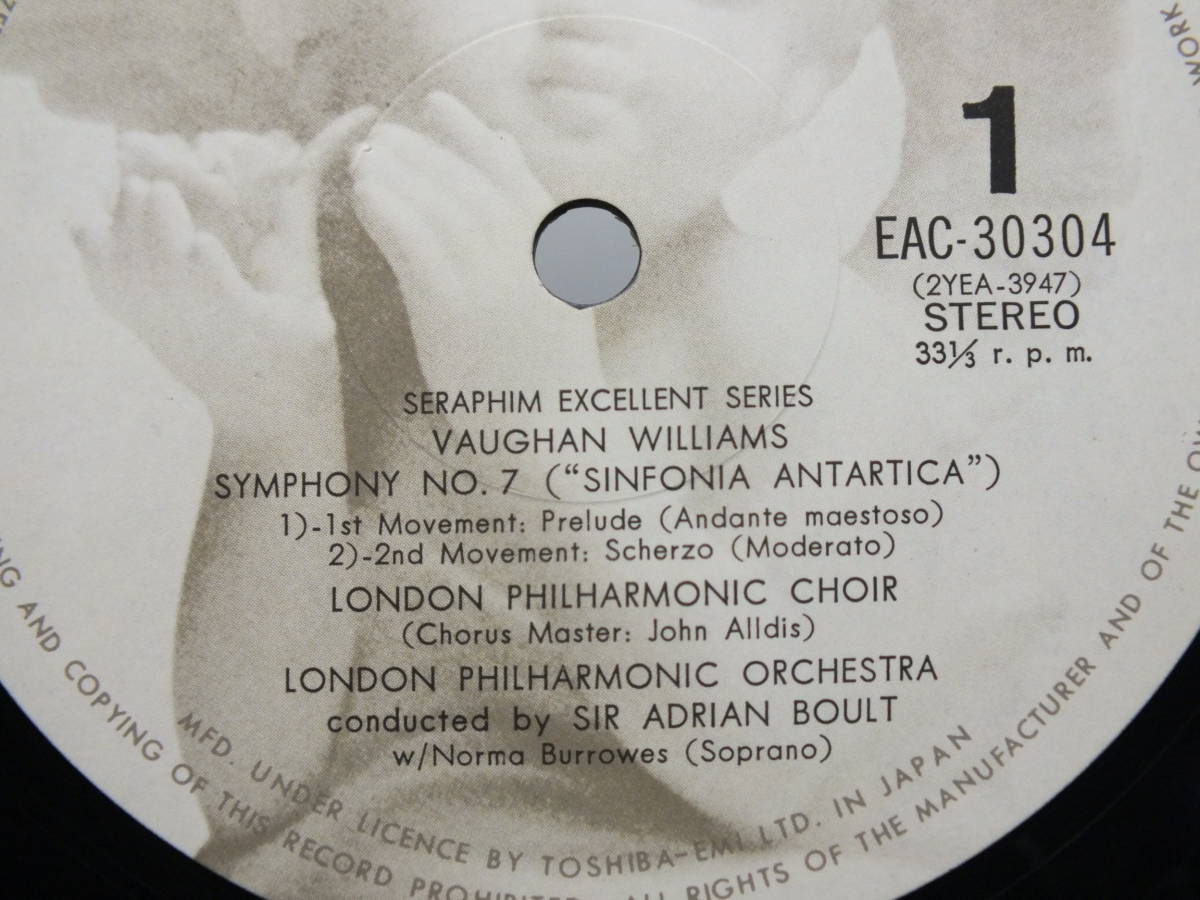 1
EAC-30304
(2YEA-3947)
STEREO
33⅓ r. p. m.
SERAPHIM EXCELLENT SERIES
VAUGHAN WILLIAMS
SYMPHONY NO. 7 (“SINFONIA ANTARTICA”)
1)-1st Movement: Prelude (Andante maestoso)
2)-2nd Movement: Scherzo (Moderato)
LONDON PHILHARMONIC CHOIR
(Chorus Master: John Alldis)
LONDON PHILHARMONIC ORCHESTRA
conducted by SIR ADRIAN BOULT
w/Norma Burrowes (Soprano)
MFD. UNDER LICENCE BY TOSHIBA-EMI LTD. IN JAPAN
AND COPYING OF THIS RECORD PROHIBITED. ALL RIGHTS OF THE MANUFACTURER AND OF THE
WORK